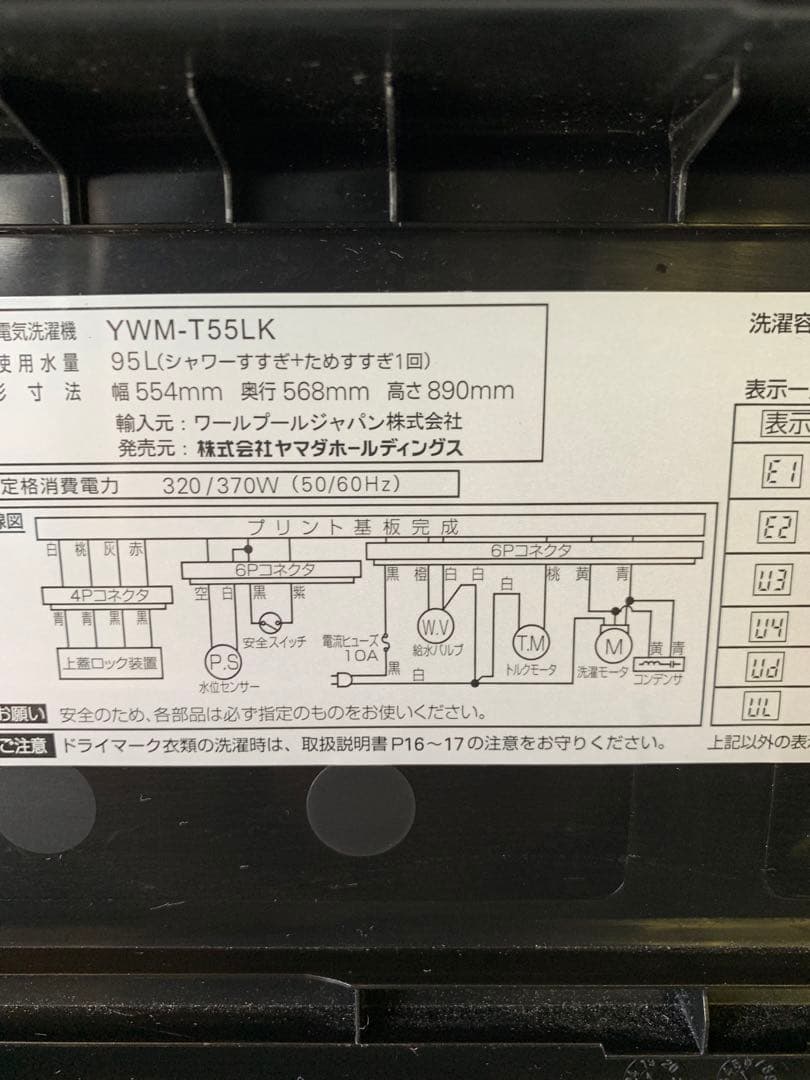 電気洗濯機 YWM-T55LK
使用水量 95L(シャワーすすぎ+ためすすぎ1回)
形寸法 幅554mm 奥行568mm 高さ890mm
輸入元：ワールプールジャパン株式会社
発売元：株式会社ヤマダホールディングス
定格消費電力 320/370W (50/60Hz)
線図
プリント基板完成
白 桃 灰 赤
4Pコネクタ
青 青 黒 黒
上蓋ロック装置
6Pコネクタ
空 白 黒 紫
安全スイッチ
P.S
水位センサー
6Pコネクタ
黒 橙 白 白 白 桃 黄 青
電流ヒューズ
10A
黒 白
W.V
給水バルブ
T.M
トルクモータ
M
洗濯モータ
黄 青
コンデンサ
お願い 安全のため、各部品は必ず指定のものをお使いください。
ご注意 ドライマーク衣類の洗濯時は、取扱説明書P16～17の注意をお守りください。
洗濯容
表示一
表示
E1
E2
U3
U4
Ud
UL
上記以外の表